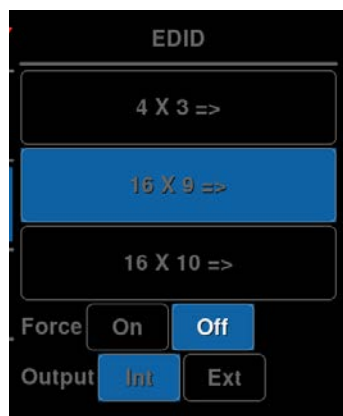 EDID
4 X 3 =>
16 X 9 =>
16 X 10 =>
Force On Off
Output Int Ext